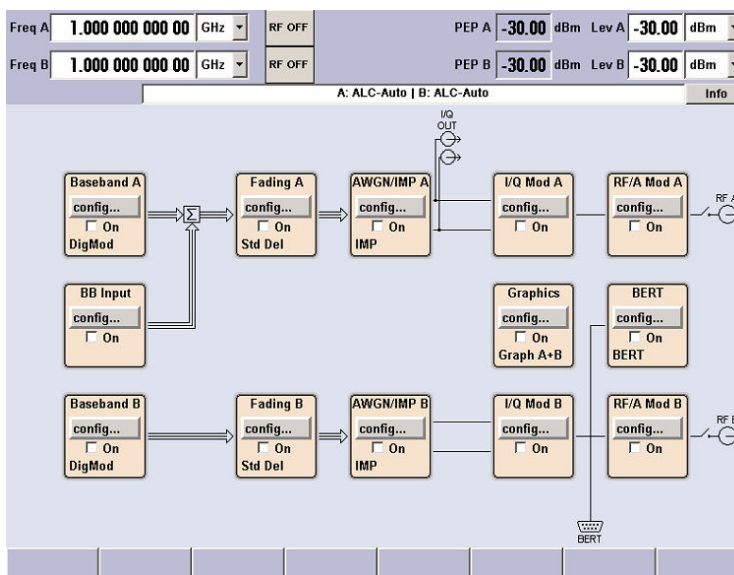 Freq A 1.000 000 000 00 GHz RF OFF PEP A -30.00 dBm Lev A -30.00 dBm
Freq B 1.000 000 000 00 GHz RF OFF PEP B -30.00 dBm Lev B -30.00 dBm
A: ALC-Auto | B: ALC-Auto Info
I/Q
OUT
Baseband A Fading A AWGN/IMP A I/Q Mod A RF/A Mod A
config... config... config... config... config... RF A
On Σ On On On On
DigMod Std Del IMP
BB Input Graphics BERT
config... config... config...
On On On
Graph A+B BERT
Baseband B Fading B AWGN/IMP B I/Q Mod B RF/A Mod B
config... config... config... config... config... RF B
On On On On On
DigMod Std Del IMP
BERT